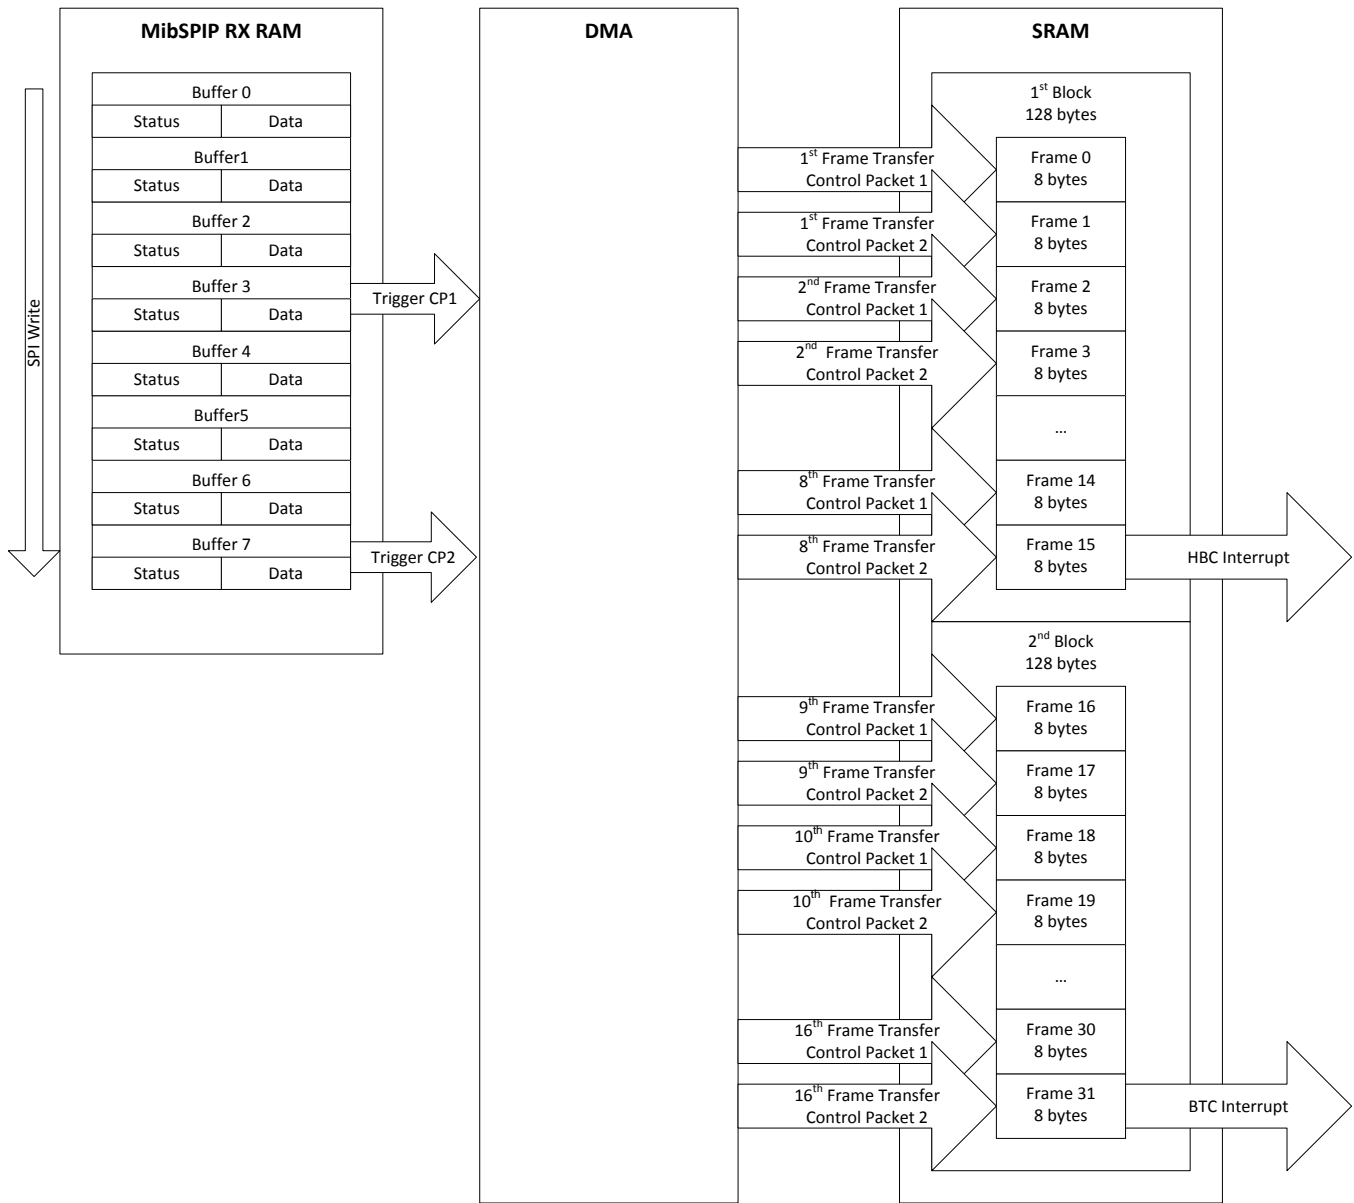 MibSPIP RX RAM
SPI Write
Buffer 0
Status Data
Buffer1
Status Data
Buffer 2
Status Data
Buffer 3
Status Data
Buffer 4
Status Data
Buffer5
Status Data
Buffer 6
Status Data
Buffer 7
Status Data
Trigger CP1
Trigger CP2
DMA
1st Frame Transfer
Control Packet 1
1st Frame Transfer
Control Packet 2
2nd Frame Transfer
Control Packet 1
2nd Frame Transfer
Control Packet 2
8th Frame Transfer
Control Packet 1
8th Frame Transfer
Control Packet 2
9th Frame Transfer
Control Packet 1
9th Frame Transfer
Control Packet 2
10th Frame Transfer
Control Packet 1
10th Frame Transfer
Control Packet 2
16th Frame Transfer
Control Packet 1
16th Frame Transfer
Control Packet 2
SRAM
1st Block
128 bytes
Frame 0
8 bytes
Frame 1
8 bytes
Frame 2
8 bytes
Frame 3
8 bytes
...
Frame 14
8 bytes
Frame 15
8 bytes
HBC Interrupt
2nd Block
128 bytes
Frame 16
8 bytes
Frame 17
8 bytes
Frame 18
8 bytes
Frame 19
8 bytes
...
Frame 30
8 bytes
Frame 31
8 bytes
BTC Interrupt